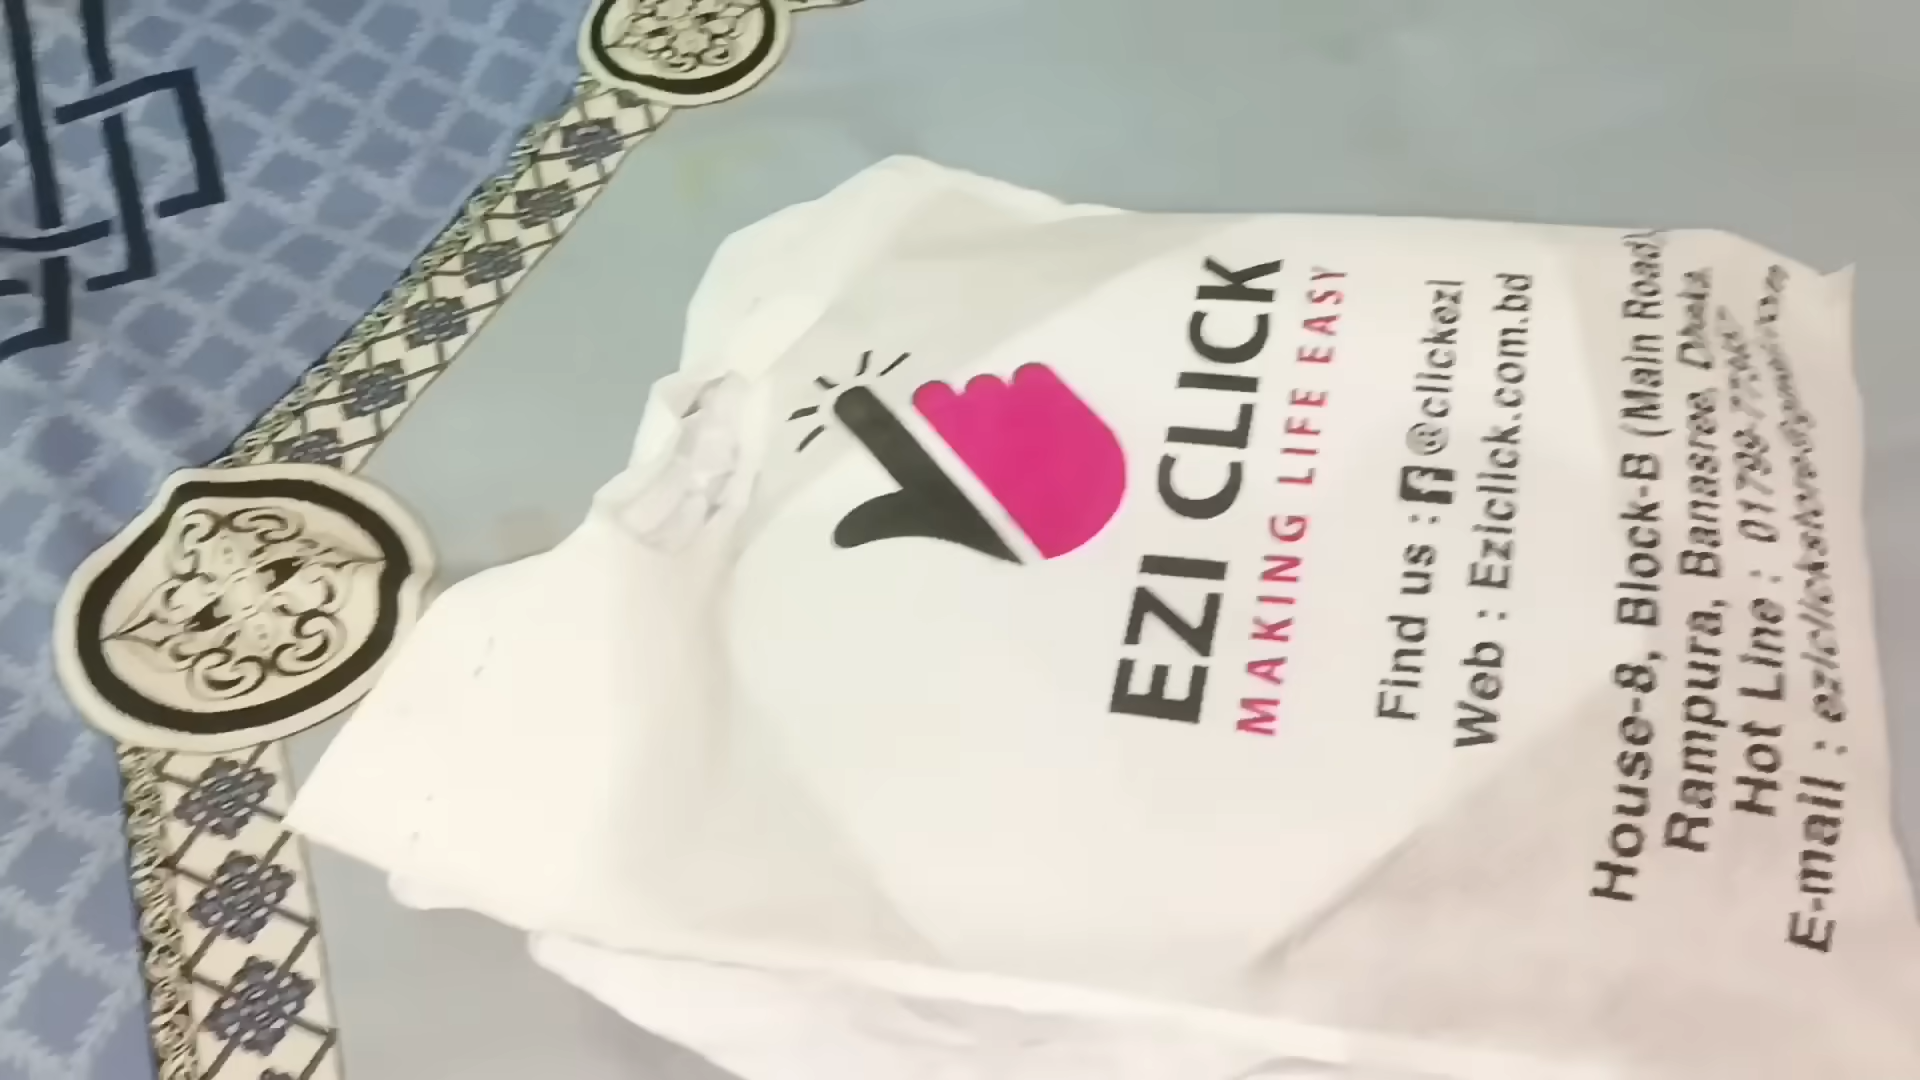 EZI CLICK
MAKING LIFE EASY
Find us : f @clickezi
Web : Eziclick.com.bd
House-8, Block-B (Main Road)
Rampura, Banasree, Dhaka.
Hot Line :
E-mail :